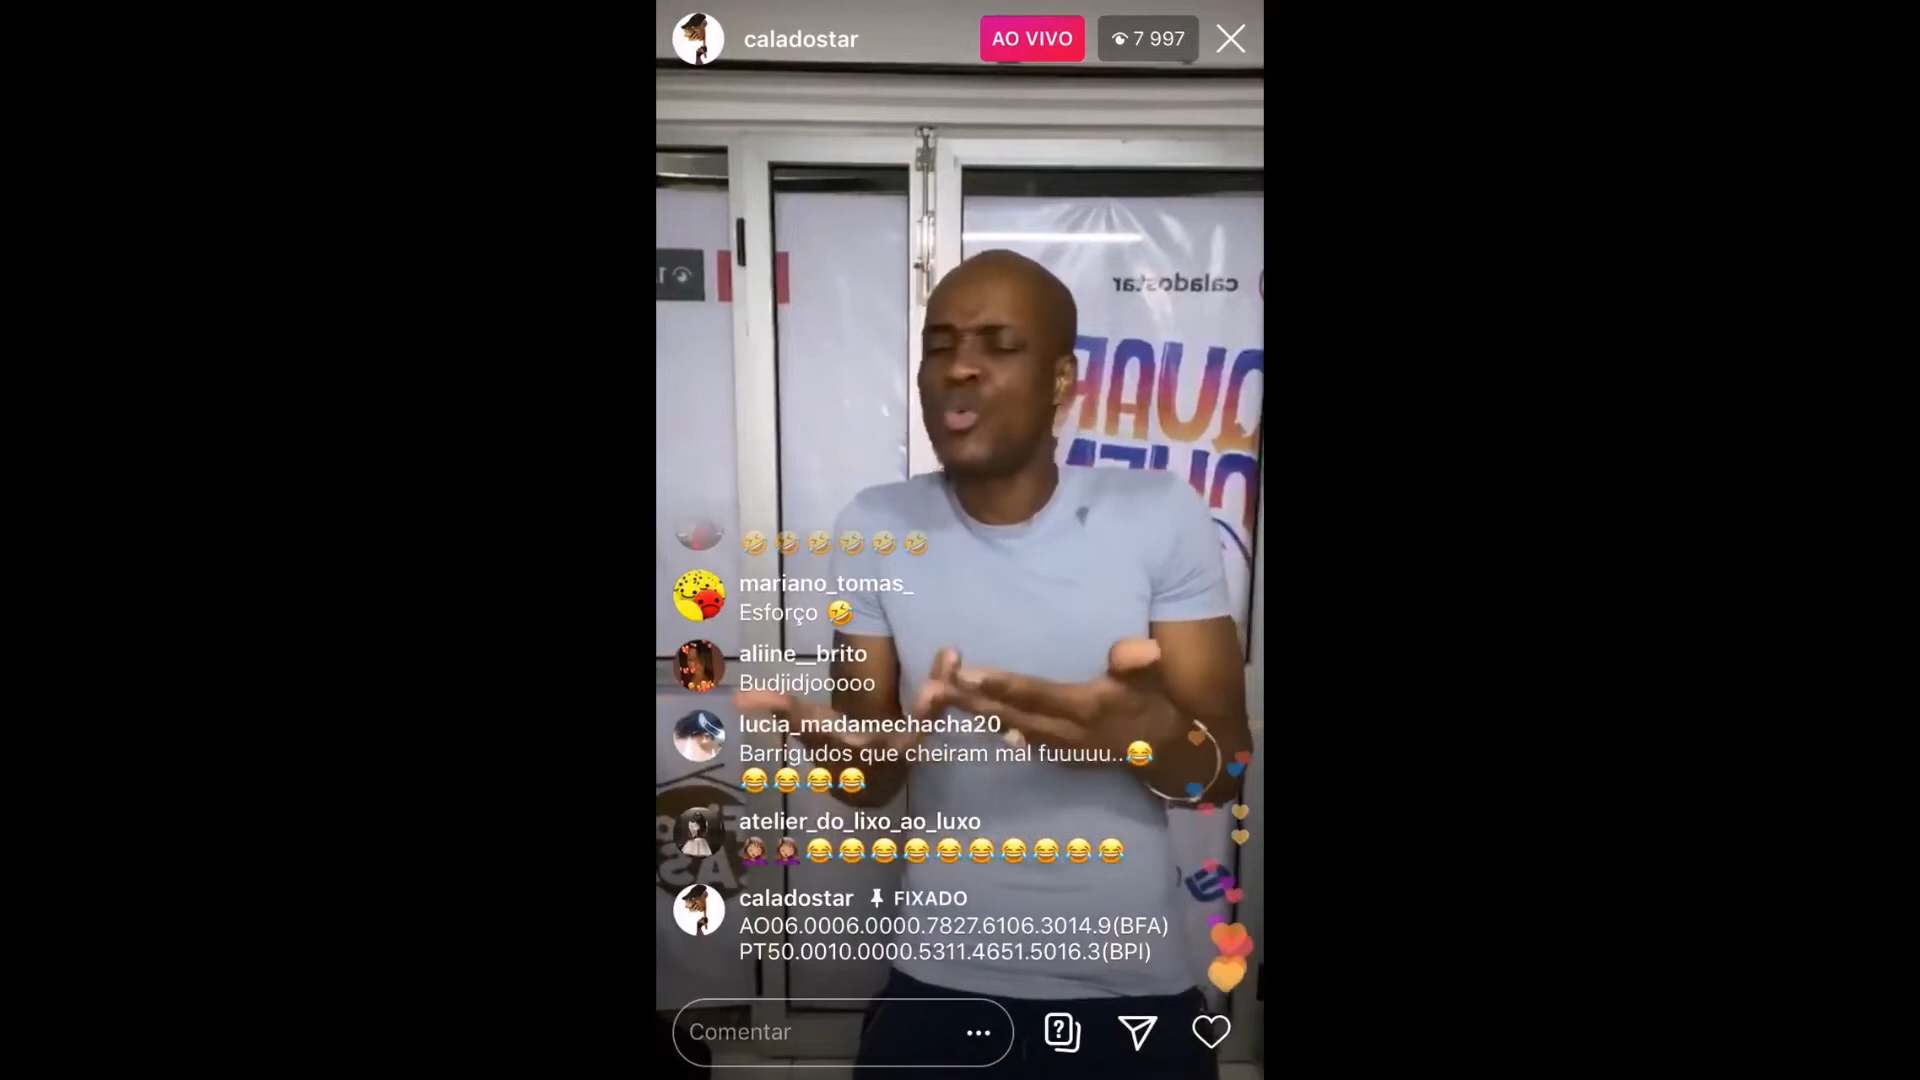 caladostar
AO VIVO
7 997
caladostar
QUAR
🤣🤣🤣🤣🤣🤣
mariano_tomas_
Esforço 🤣
aliine__brito
Budjidjooooo
lucia_madamechacha20
Barrigudos que cheiram mal fuuuuu..😂
😂😂😂😂
atelier_do_lixo_ao_luxo
🤦🏽‍♀️🤦🏽‍♀️😂😂😂😂😂😂😂😂😂😂
caladostar FIXADO
AO06.0006.0000.7827.6106.3014.9(BFA)
PT50.0010.0000.5311.4651.5016.3(BPI)
Comentar